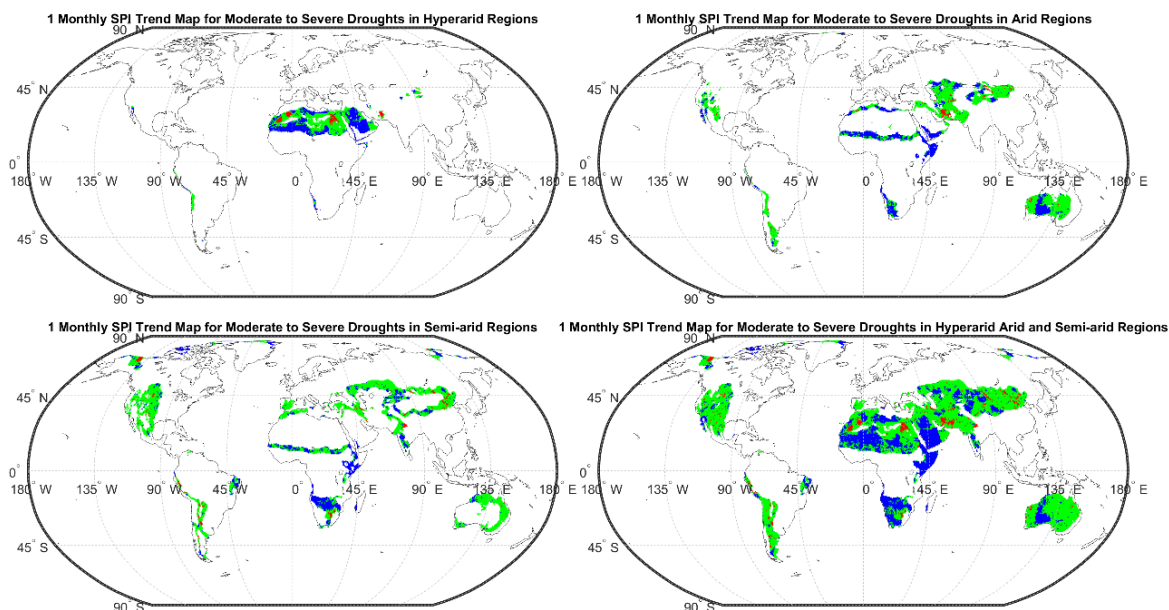 1 Monthly SPI Trend Map for Moderate to Severe Droughts in Hyperarid Regions
90° N
45° N
0°
180° W 135° W 90° W 45° W 0 45° E 90° E 135° E 180° E
45° S
90° S
1 Monthly SPI Trend Map for Moderate to Severe Droughts in Arid Regions
90° N
45° N
0°
180° W 135° W 90° W 45° W 0 45° E 90° E 135° E 180° E
45° S
90° S
1 Monthly SPI Trend Map for Moderate to Severe Droughts in Semi-arid Regions
90° N
45° N
0°
180° W 135° W 90° W 45° W 0 45° E 90° E 135° E 180° E
45° S
90° S
1 Monthly SPI Trend Map for Moderate to Severe Droughts in Hyperarid Arid and Semi-arid Regions
90° N
45° N
0°
180° W 135° W 90° W 45° W 0 45° E 90° E 135° E 180° E
45° S
90° S